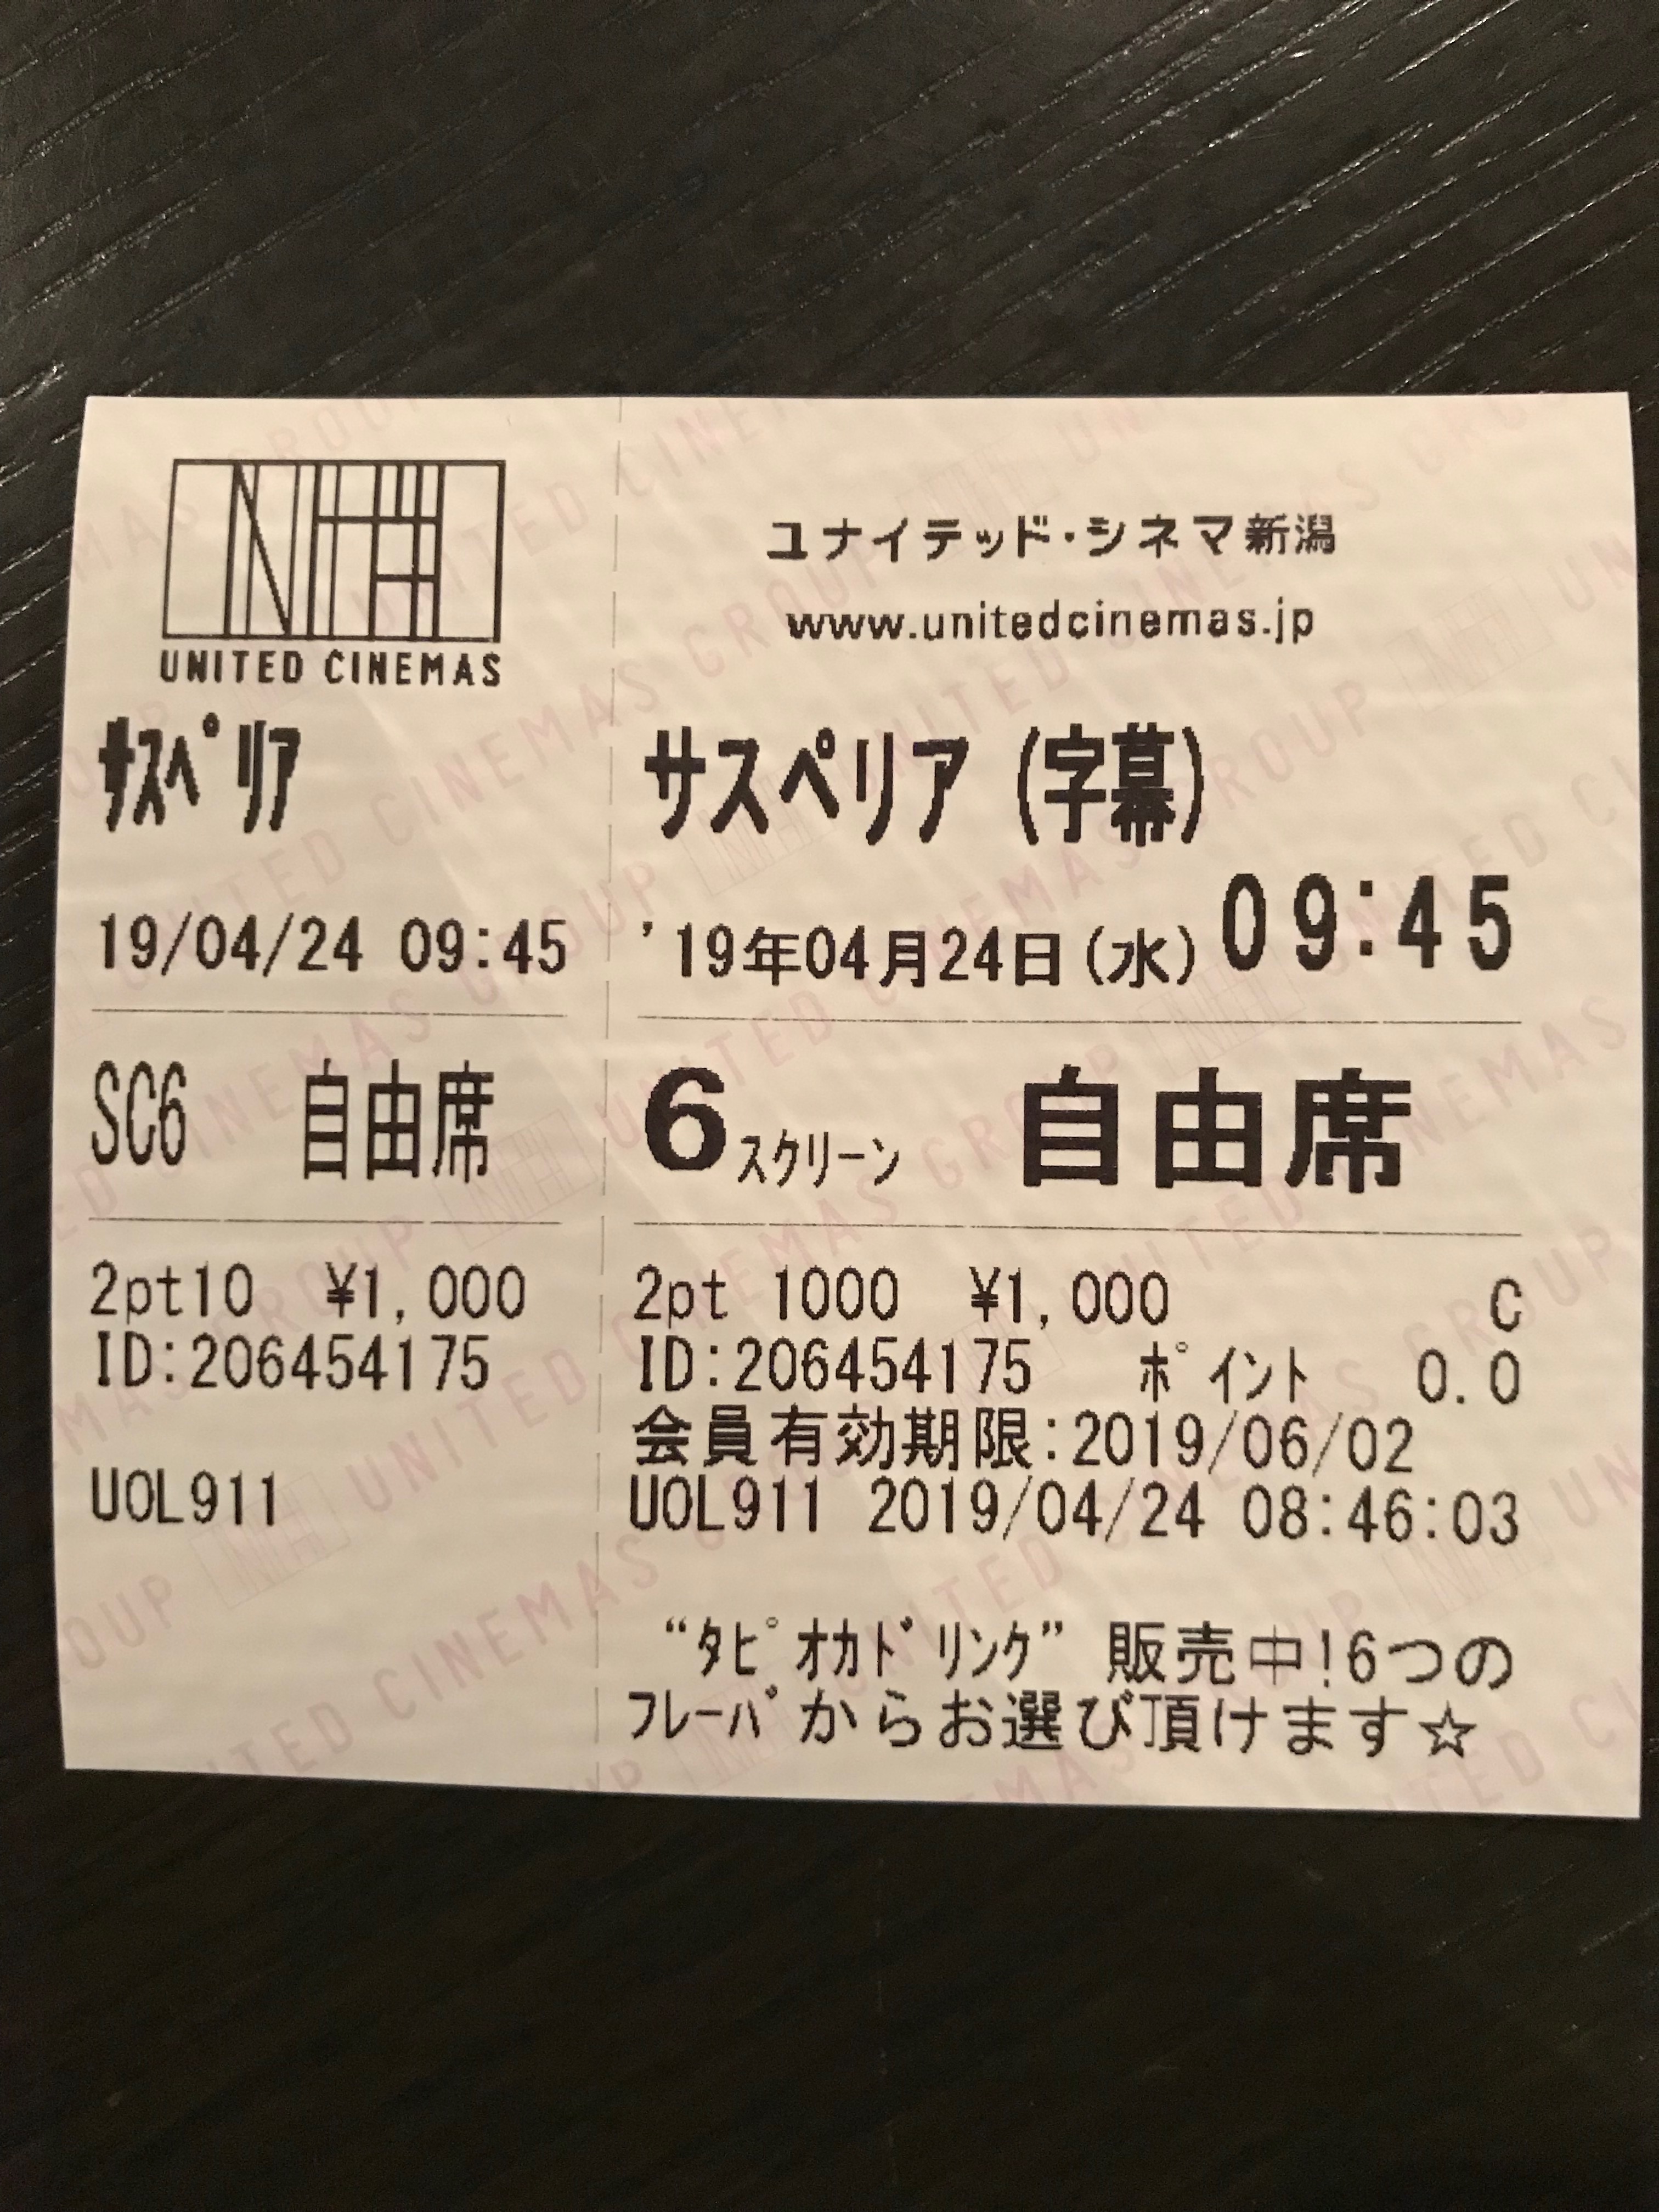 UNITED CINEMAS
ｻｽﾍﾟﾘｱ
19/04/24 09:45
SC6 自由席
2pt10 ¥1,000
ID:206454175
UOL911
ユナイテッド・シネマ新潟
www.unitedcinemas.jp
サスペリア (字幕)
'19年04月24日(水) 09:45
6スクリーン 自由席
2pt 1000 ¥1,000 C
ID:206454175 ﾎﾟｲﾝﾄ 0.0
会員有効期限:2019/06/02
UOL911 2019/04/24 08:46:03
“ﾀﾋﾟｵｶﾄﾞﾘﾝｸ” 販売中!6つの
ﾌﾚｰﾊﾞからお選び頂けます☆